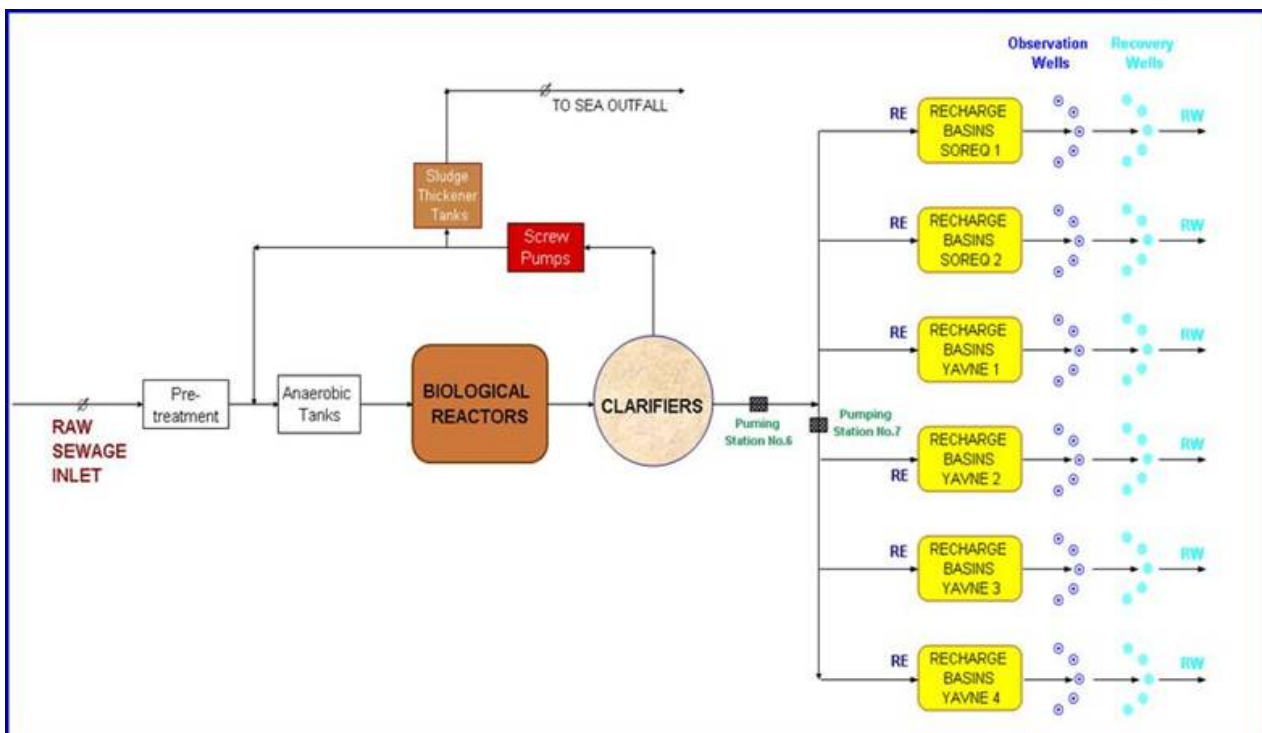 Observation
Wells
Recovery
Wells
TO SEA OUTFALL
Sludge
Thickener
Tanks
Screw
Pumps
RAW
SEWAGE
INLET
Pre-
treatment
Anaerobic
Tanks
BIOLOGICAL
REACTORS
CLARIFIERS
Puming
Station No.6
Pumping
Station No.7
RE
RECHARGE
BASINS
SOREQ 1
RW
RE
RECHARGE
BASINS
SOREQ 2
RW
RE
RECHARGE
BASINS
YAVNE 1
RW
RE
RECHARGE
BASINS
YAVNE 2
RW
RE
RECHARGE
BASINS
YAVNE 3
RW
RE
RECHARGE
BASINS
YAVNE 4
RW